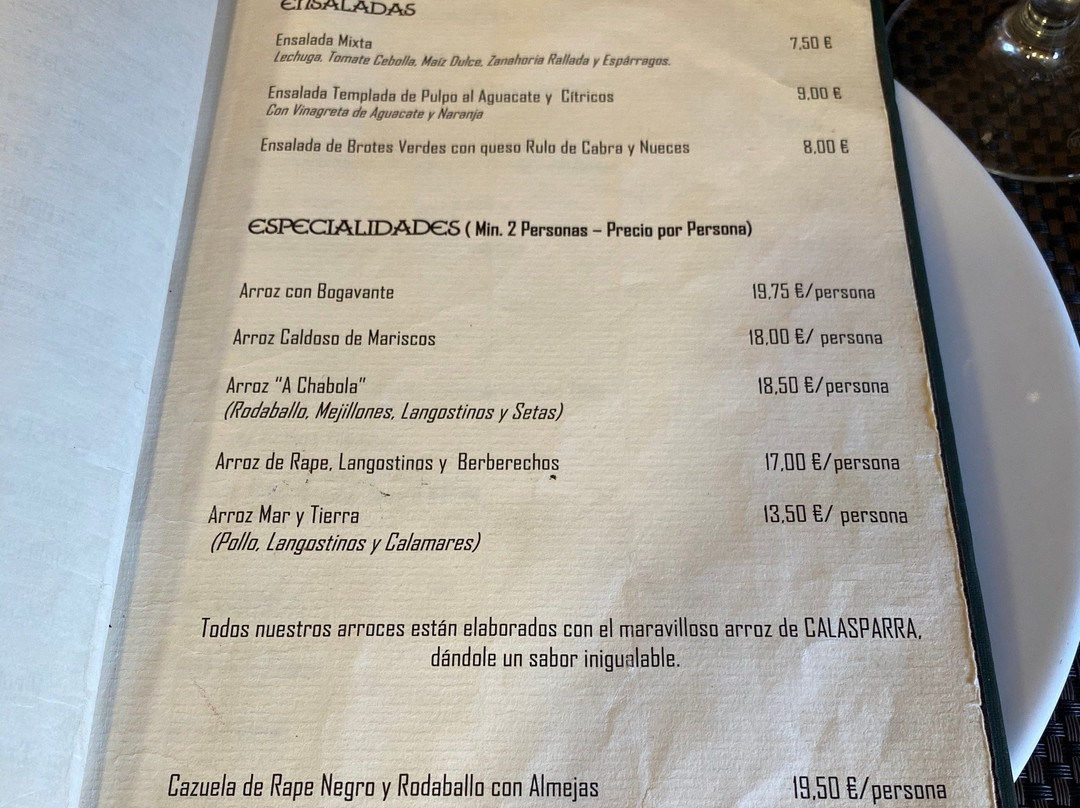 ENSALADAS
Ensalada Mixta 7,50 €
Lechuga, Tomate Cebolla, Maíz Dulce, Zanahoria Rallada y Espárragos.
Ensalada Templada de Pulpo al Aguacate y Cítricos 9,00 €
Con Vinagreta de Aguacate y Naranja
Ensalada de Brotes Verdes con queso Rulo de Cabra y Nueces 8,00 €
ESPECIALIDADES ( Min. 2 Personas – Precio por Persona)
Arroz con Bogavante 19,75 €/persona
Arroz Caldoso de Mariscos 18,00 €/ persona
Arroz "A Chabola" 18,50 €/persona
(Rodaballo, Mejillones, Langostinos y Setas)
Arroz de Rape, Langostinos y Berberechos 17,00 €/persona
Arroz Mar y Tierra 13,50 €/ persona
(Pollo, Langostinos y Calamares)
Todos nuestros arroces están elaborados con el maravilloso arroz de CALASPARRA,
dándole un sabor inigualable.
Cazuela de Rape Negro y Rodaballo con Almejas 19,50 €/persona